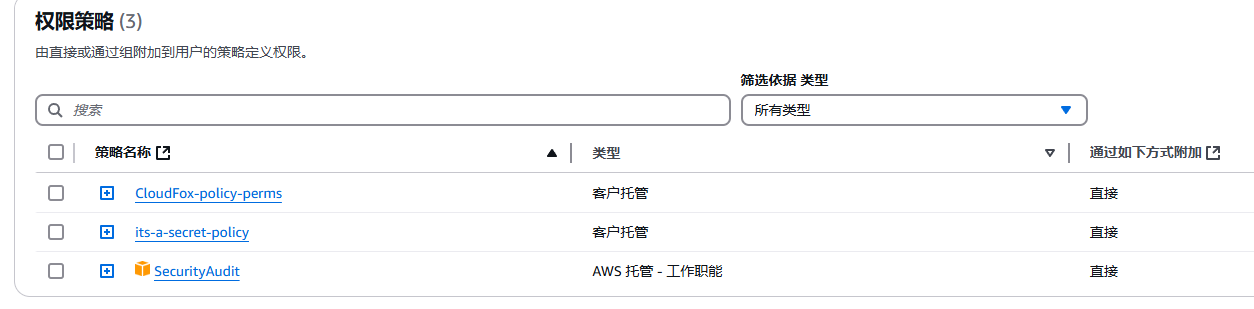 权限策略 (3)
由直接或通过组附加到用户的策略定义权限。
筛选依据 类型
搜索
所有类型
策略名称 类型 通过如下方式附加
CloudFox-policy-perms 客户托管 直接
its-a-secret-policy 客户托管 直接
SecurityAudit AWS 托管 - 工作职能 直接